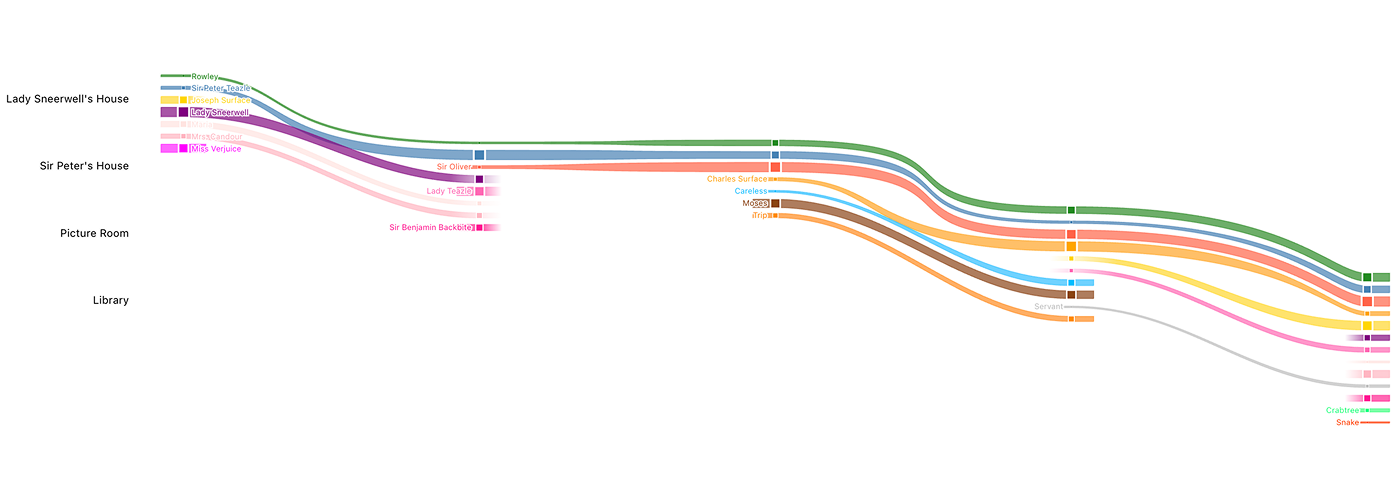 Rowley
Sir Peter Teazle
Lady Sneerwell's House
Joseph Surface
Lady Sneerwell
Maria
Mrs Candour
Miss Verjuice
Sir Peter's House
Sir Oliver
Charles Surface
Lady Teazle
Careless
Moses
Trip
Sir Benjamin Backbite
Picture Room
Library
Servant
Crabtree
Snake